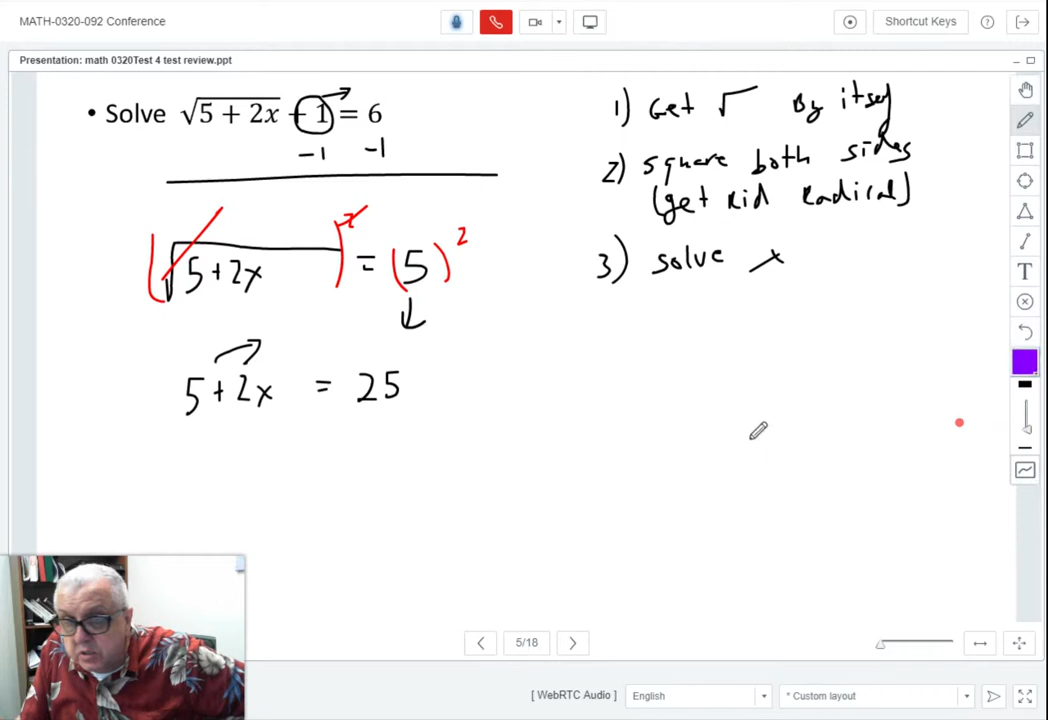 MATH-0320-092 Conference
Shortcut Keys
Presentation: math 0320Test 4 test review.ppt
• Solve √5 + 2x + 1 = 6
−1 −1
(√5+2x)² = (5)²
5+2x = 25
1) Get √ By itself
2) square both sides
(get Rid Radical)
3) solve x
T
5/18
[ WebRTC Audio ]
English
* Custom layout